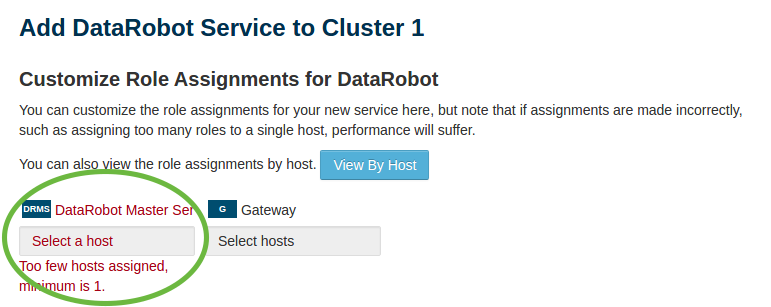 Add DataRobot Service to Cluster 1
Customize Role Assignments for DataRobot
You can customize the role assignments for your new service here, but note that if assignments are made incorrectly,
such as assigning too many roles to a single host, performance will suffer.
You can also view the role assignments by host. View By Host
DRMS DataRobot Master Ser G Gateway
Select a host Select hosts
Too few hosts assigned,
minimum is 1.